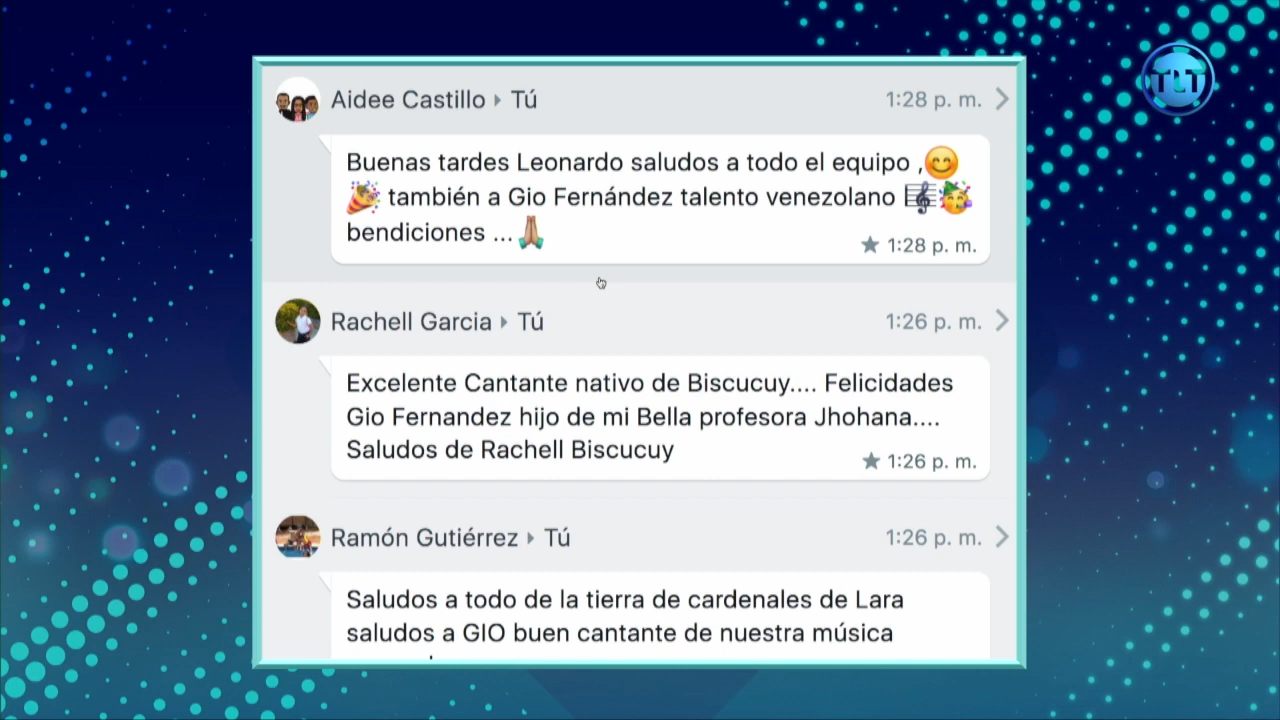 TLT
Aidee Castillo ▸ Tú
1:28 p. m.
Buenas tardes Leonardo saludos a todo el equipo ,😊
🎉 también a Gio Fernández talento venezolano 🎼🥳
bendiciones ...🙏🏽
★ 1:28 p. m.
Rachell Garcia ▸ Tú
1:26 p. m.
Excelente Cantante nativo de Biscucuy.... Felicidades
Gio Fernandez hijo de mi Bella profesora Jhohana....
Saludos de Rachell Biscucuy
★ 1:26 p. m.
Ramón Gutiérrez ▸ Tú
1:26 p. m.
Saludos a todo de la tierra de cardenales de Lara
saludos a GIO buen cantante de nuestra música